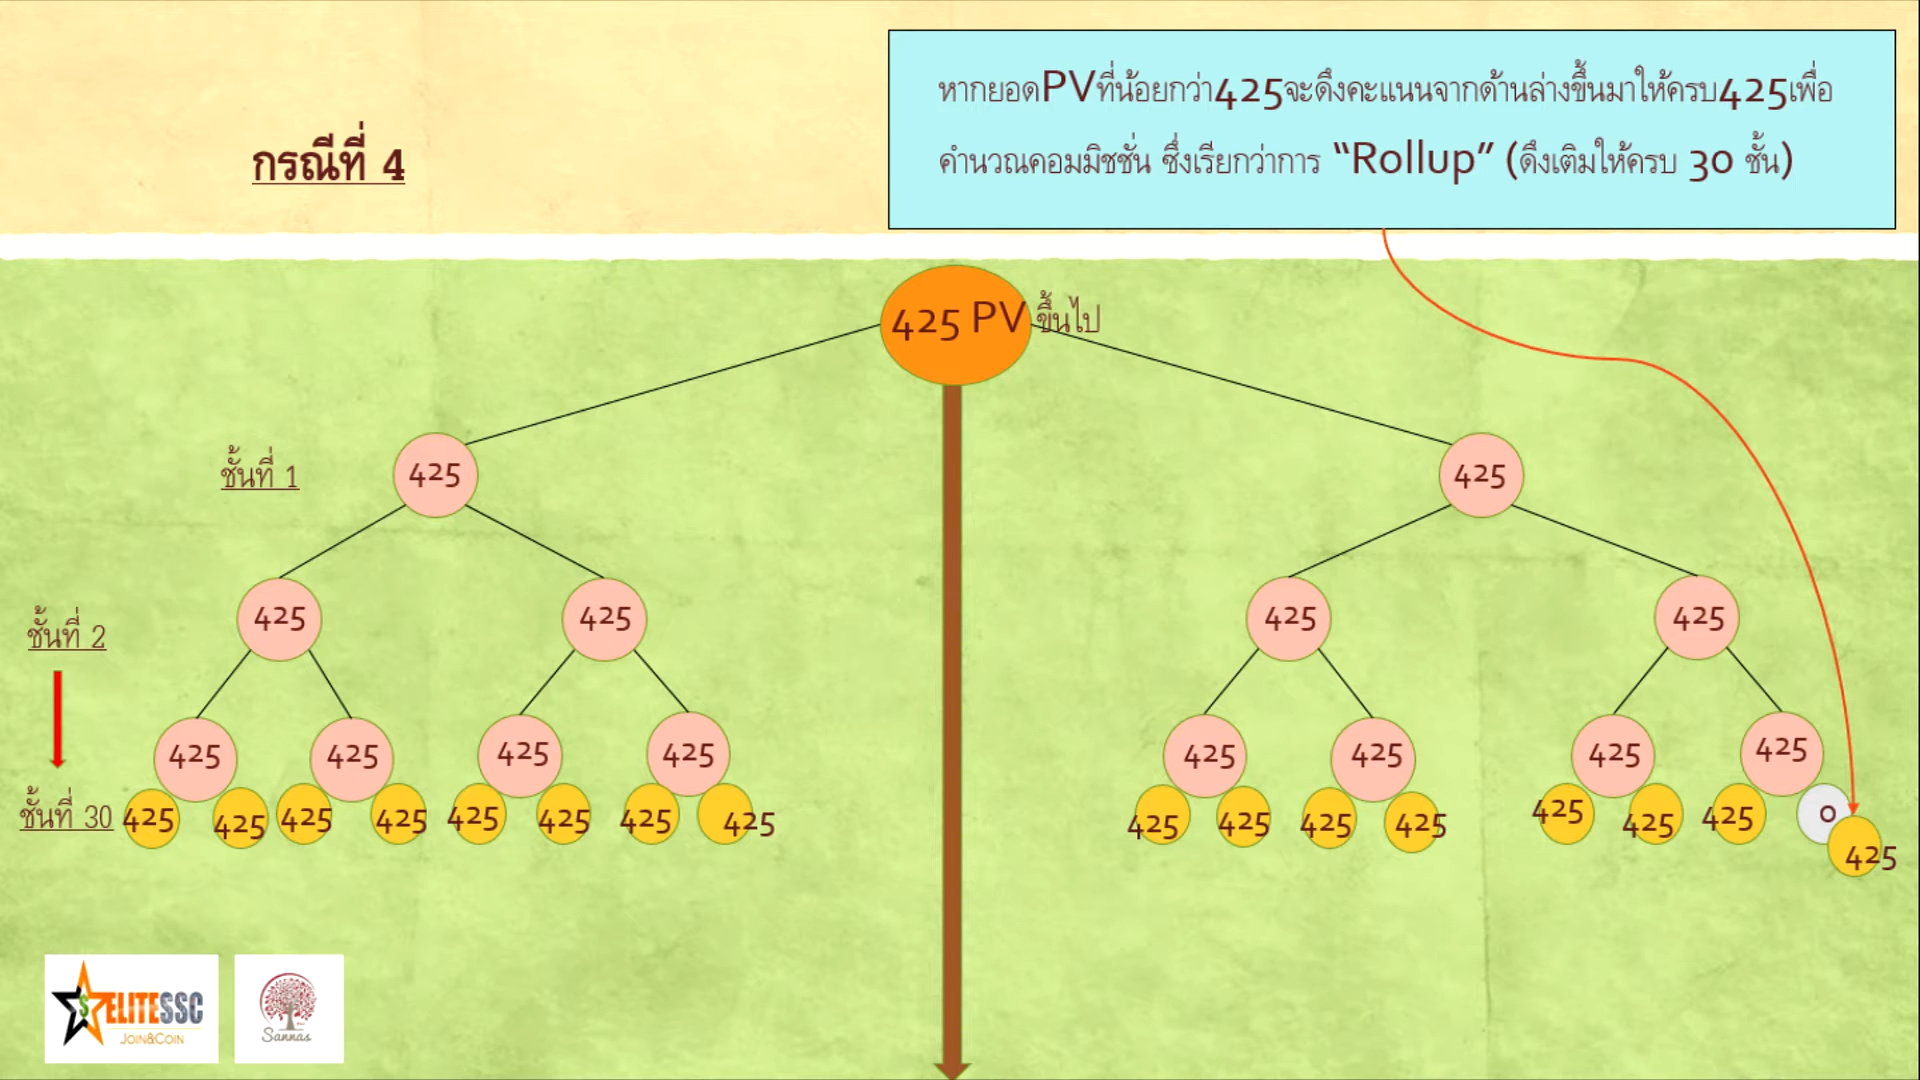 หากยอดPVที่น้อยกว่า425จะดึงคะแนนจากด้านล่างขึ้นมาให้ครบ425เพื่อ
คำนวณคอมมิชชั่น ซึ่งเรียกว่าการ “Rollup” (ดึงเติมให้ครบ 30 ชั้น)
กรณีที่ 4
425 PV ขึ้นไป
ชั้นที่ 1 425 425
ชั้นที่ 2 425 425 425 425
425 425 425 425 425 425 425 425
ชั้นที่ 30 425 425 425 425 425 425 425 425 425 425 425 425 425 425 425 0
425
$ ELITESSC
JOIN&COIN
Sannas